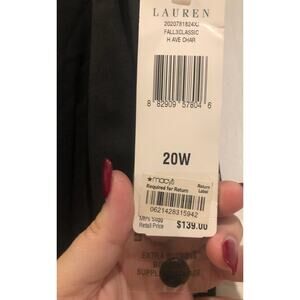 LAUREN
FALL3CLASSIC
H AVE CHAR
8 82909 57804 6
20W
★macy's
Required for Return
Return
Label
0621428315942
Mfrs Sugg
Retail Price
$139.00
EXTRA